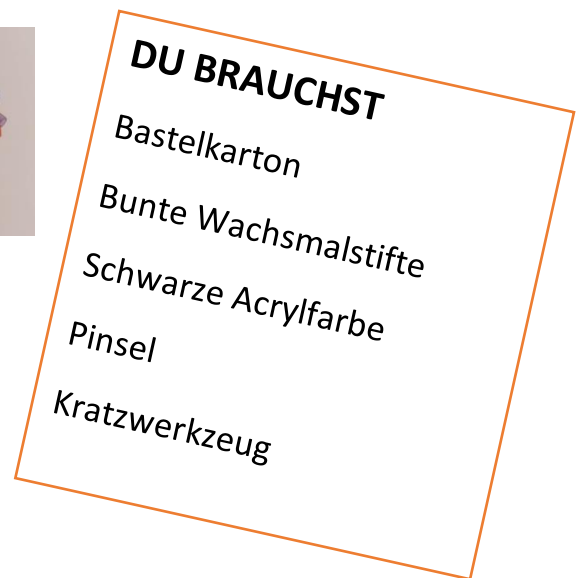 DU BRAUCHST
Bastelkarton
Bunte Wachsmalstifte
Schwarze Acrylfarbe
Pinsel
Kratzwerkzeug